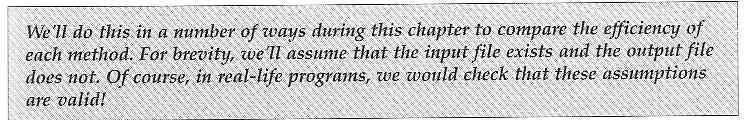 We'll do this in a number of ways during this chapter to compare the efficiency of
each method. For brevity, we'll assume that the input file exists and the output file
does not. Of course, in real-life programs, we would check that these assumptions
are valid!